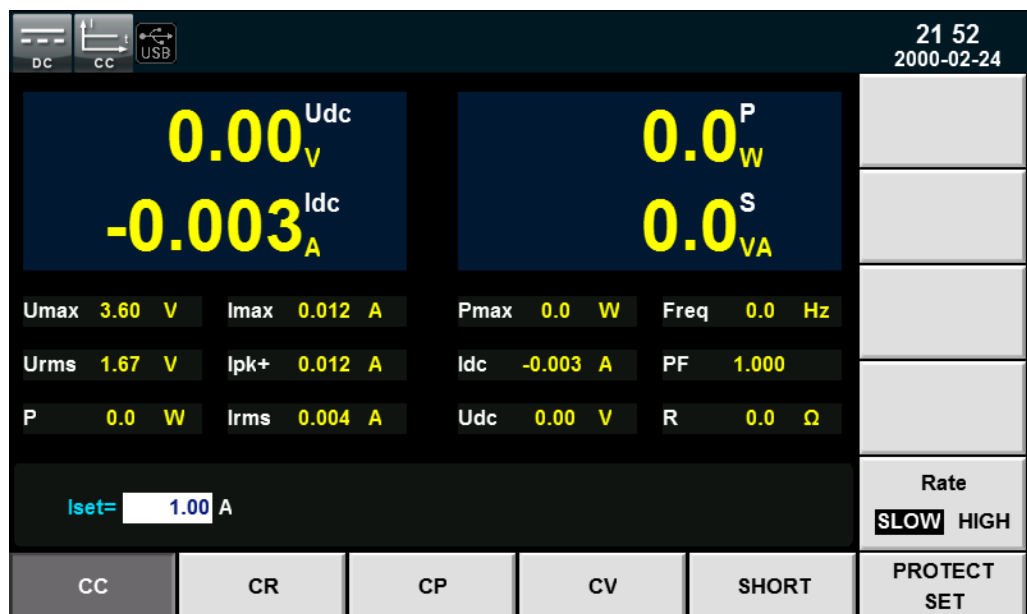 I t USB
DC CC
21 52
2000-02-24
0.00 Udc V
-0.003 Idc A
0.0 P W
0.0 S VA
Umax 3.60 V Imax 0.012 A Pmax 0.0 W Freq 0.0 Hz
Urms 1.67 V Ipk+ 0.012 A Idc -0.003 A PF 1.000
P 0.0 W Irms 0.004 A Udc 0.00 V R 0.0 Ω
Iset= 1.00 A
Rate
SLOW HIGH
CC CR CP CV SHORT
PROTECT
SET